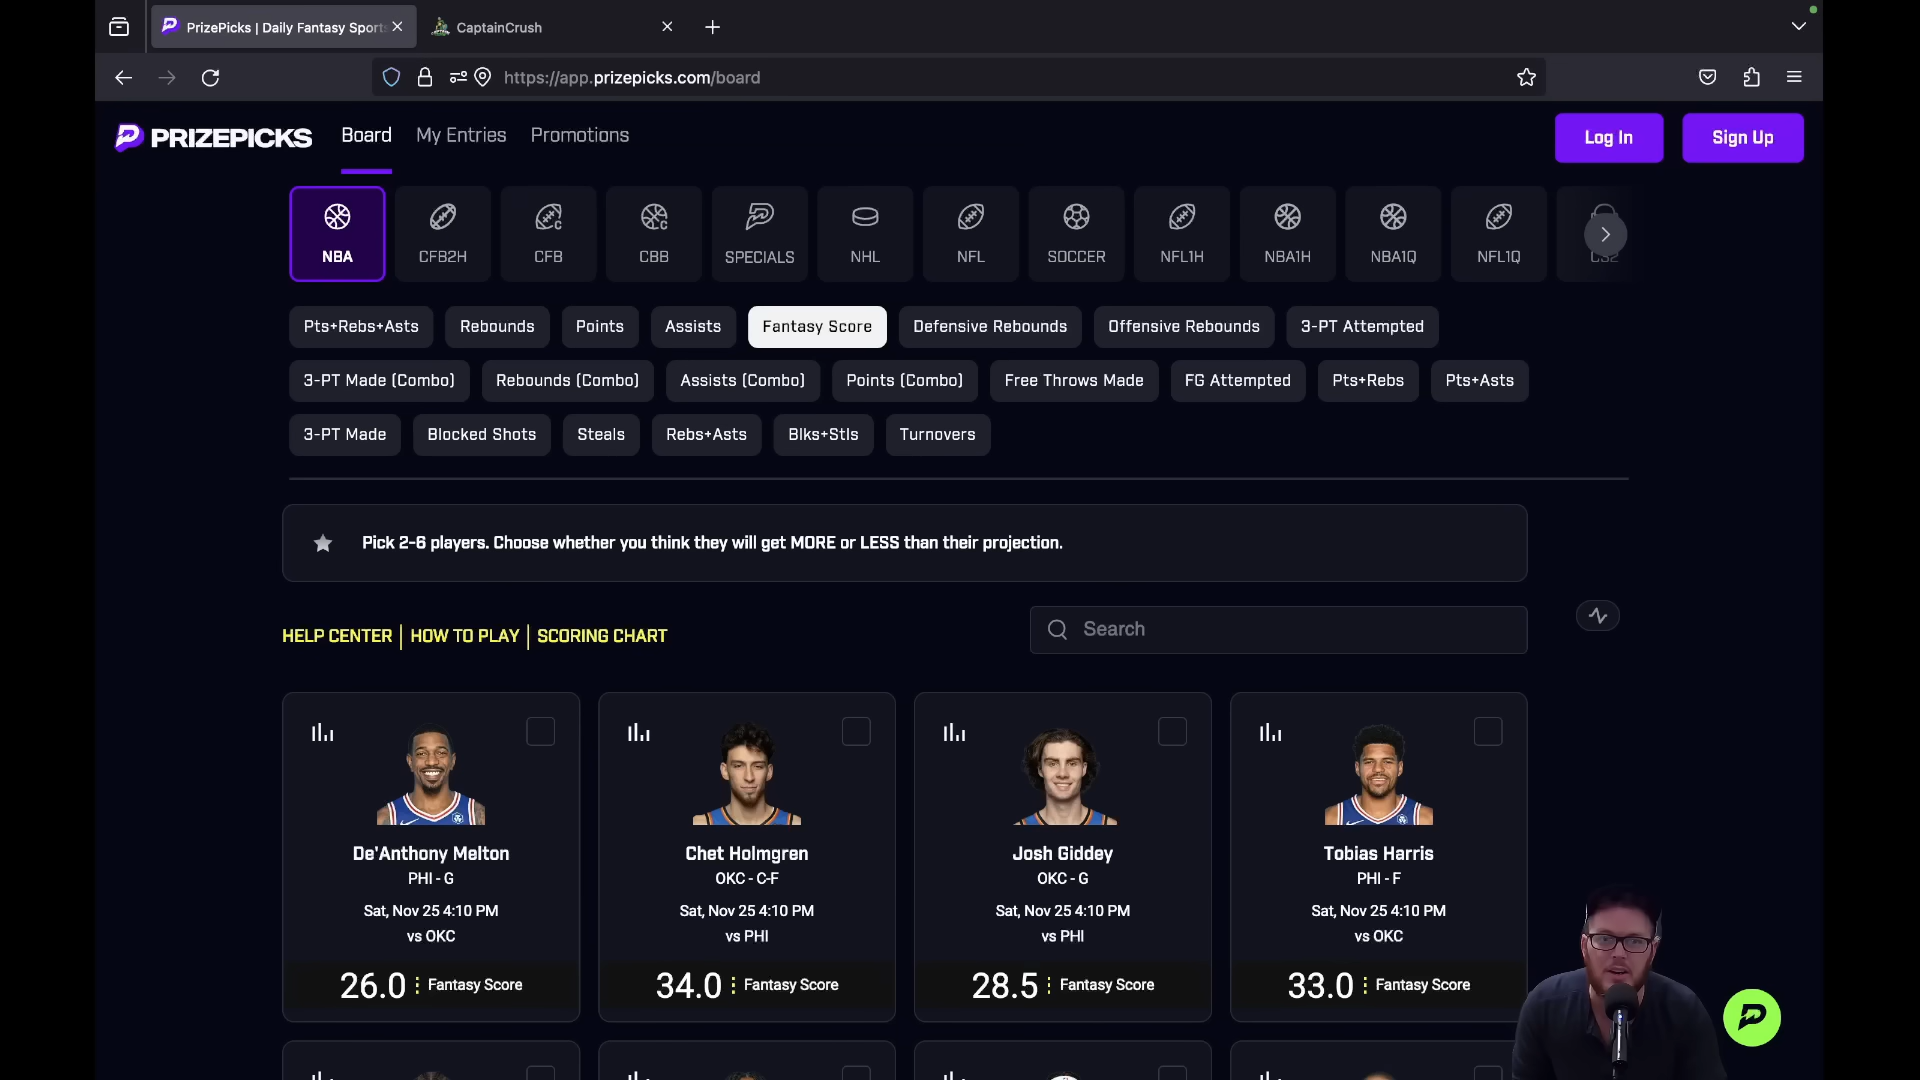 PrizePicks | Daily Fantasy Sports
CaptainCrush
https://app.prizepicks.com/board
PRIZEPICKS
Board
My Entries
Promotions
Log In
Sign Up
NBA
CFB2H
CFB
CBB
SPECIALS
NHL
NFL
SOCCER
NFL1H
NBA1H
NBA1Q
NFL1Q
CS2
Pts+Rebs+Asts
Rebounds
Points
Assists
Fantasy Score
Defensive Rebounds
Offensive Rebounds
3-PT Attempted
3-PT Made (Combo)
Rebounds (Combo)
Assists (Combo)
Points (Combo)
Free Throws Made
FG Attempted
Pts+Rebs
Pts+Asts
3-PT Made
Blocked Shots
Steals
Rebs+Asts
Blks+Stls
Turnovers
Pick 2-6 players. Choose whether you think they will get MORE or LESS than their projection.
HELP CENTER | HOW TO PLAY | SCORING CHART
Search
De'Anthony Melton
PHI - G
Sat, Nov 25 4:10 PM
vs OKC
26.0 Fantasy Score
Chet Holmgren
OKC - C-F
Sat, Nov 25 4:10 PM
vs PHI
34.0 Fantasy Score
Josh Giddey
OKC - G
Sat, Nov 25 4:10 PM
vs PHI
28.5 Fantasy Score
Tobias Harris
PHI - F
Sat, Nov 25 4:10 PM
vs OKC
33.0 Fantasy Score